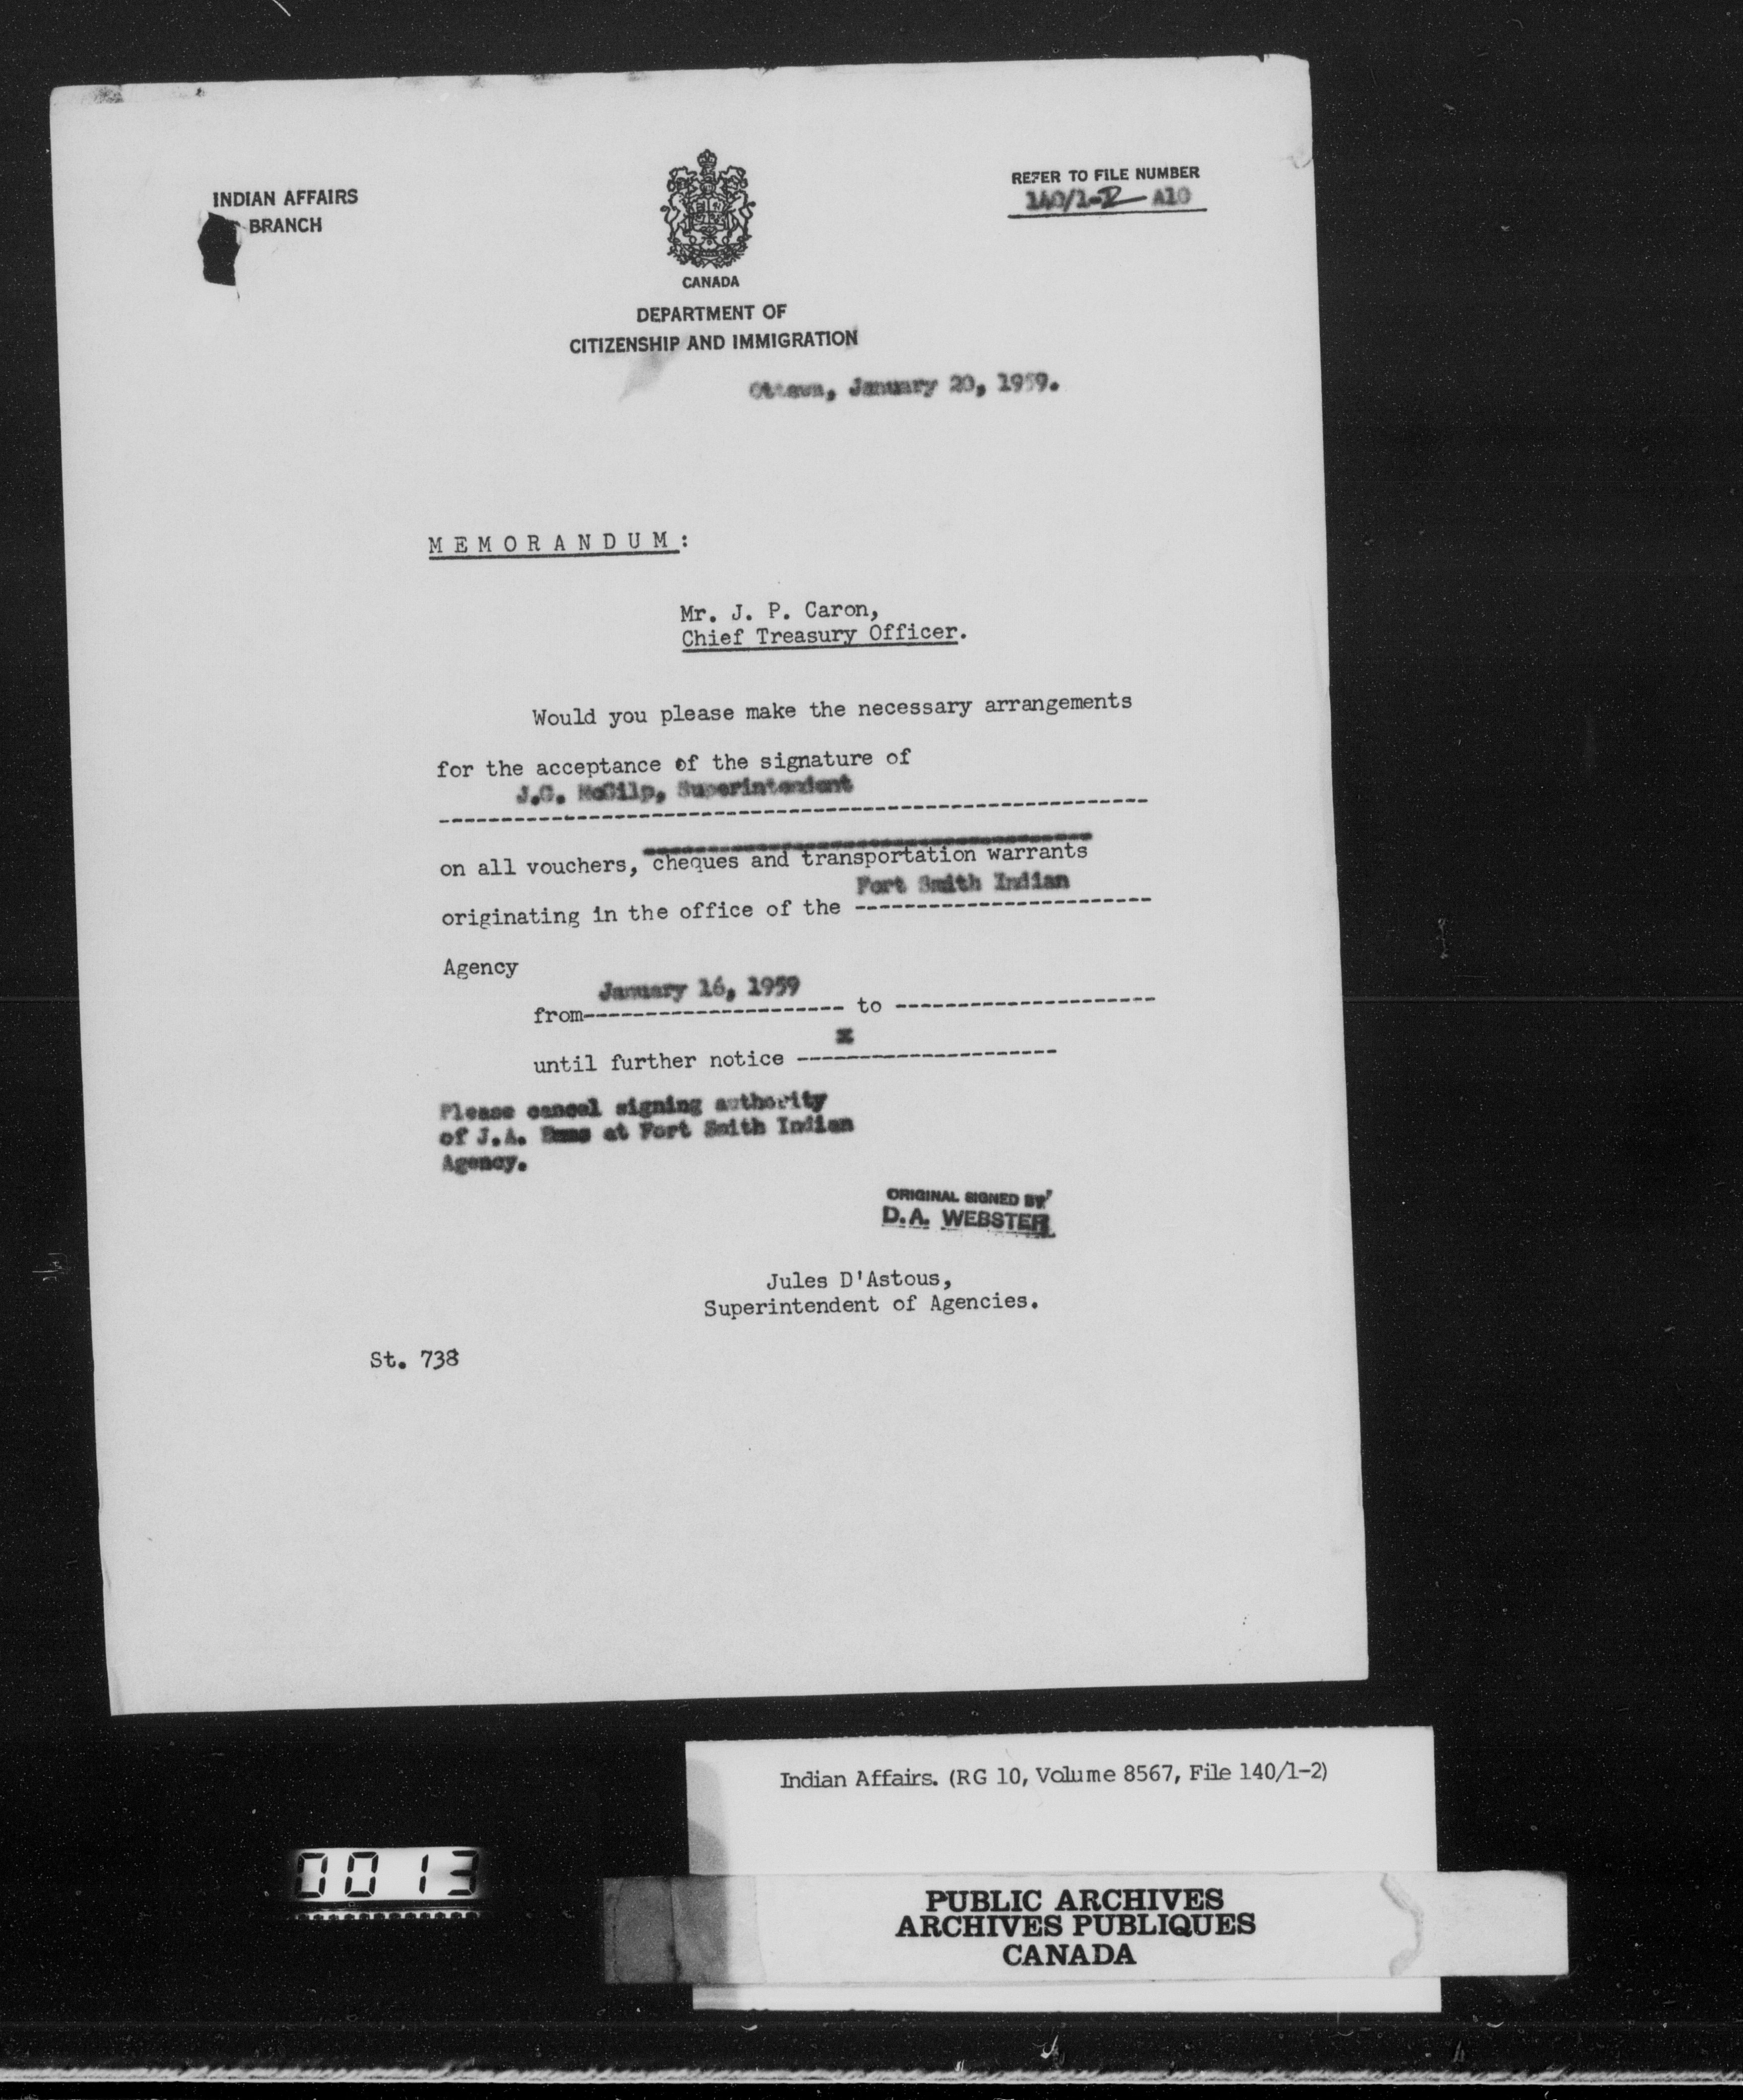 INDIAN AFFAIRS
BRANCH
REFER TO FILE NUMBER
140/1-2 A10
CANADA
DEPARTMENT OF
CITIZENSHIP AND IMMIGRATION
Ottawa, January 20, 1959.
MEMORANDUM:
Mr. J. P. Caron,
Chief Treasury Officer.
Would you please make the necessary arrangements
for the acceptance of the signature of
J.G. McGilp, Superintendent
on all vouchers, cheques and transportation warrants
Fort Smith Indian
originating in the office of the
Agency
January 16, 1959
from to
x
until further notice
Please cancel signing authority
of J.A. at Fort Smith Indian
Agency.
ORIGINAL SIGNED BY
D.A. WEBSTER
Jules D'Astous,
Superintendent of Agencies.
St. 738
Indian Affairs. (RG 10, Volume 8567, File 140/1-2)
0013
PUBLIC ARCHIVES
ARCHIVES PUBLIQUES
CANADA